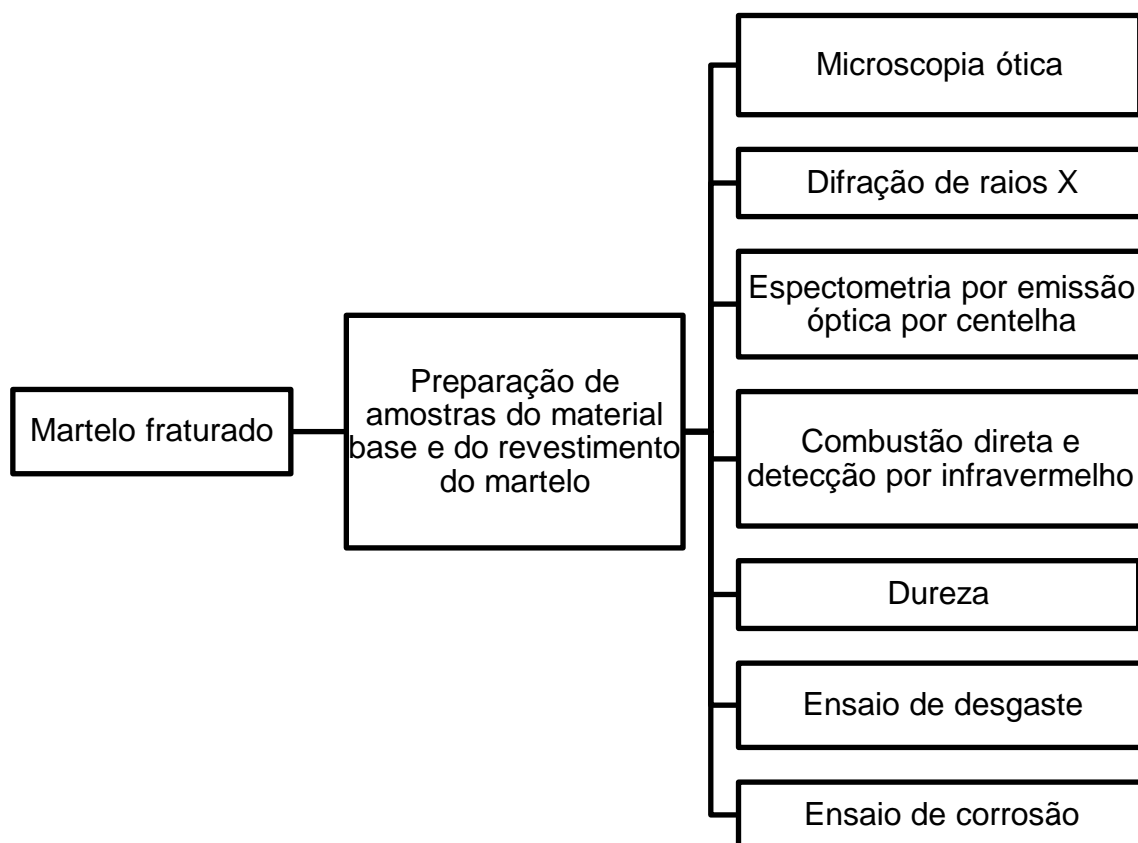 Martelo fraturado
Preparação de
amostras do material
base e do revestimento
do martelo
Microscopia ótica
Difração de raios X
Espectometria por emissão
óptica por centelha
Combustão direta e
detecção por infravermelho
Dureza
Ensaio de desgaste
Ensaio de corrosão